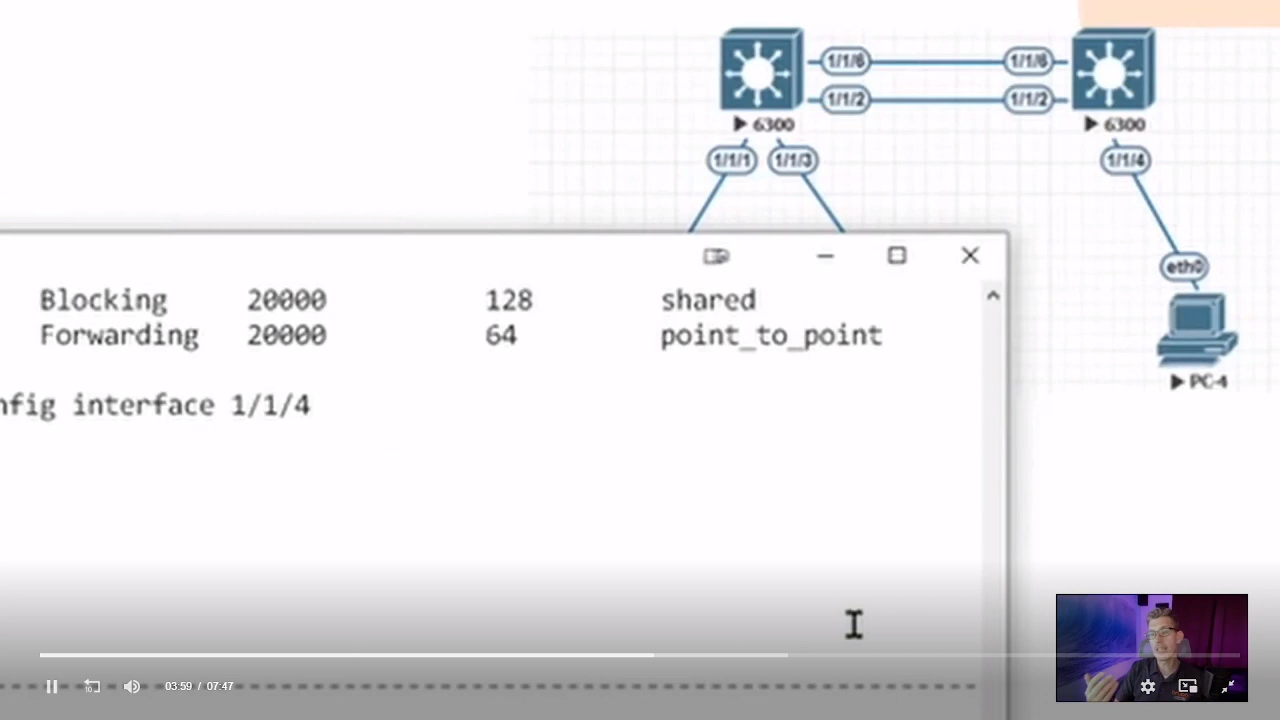 1/1/6 1/1/6
1/1/2 1/1/2
6300 6300
1/1/1 1/1/3 1/1/4
eth0
PC-4
Blocking 20000 128 shared
Forwarding 20000 64 point_to_point
nfig interface 1/1/4
10
03:59 / 07:47